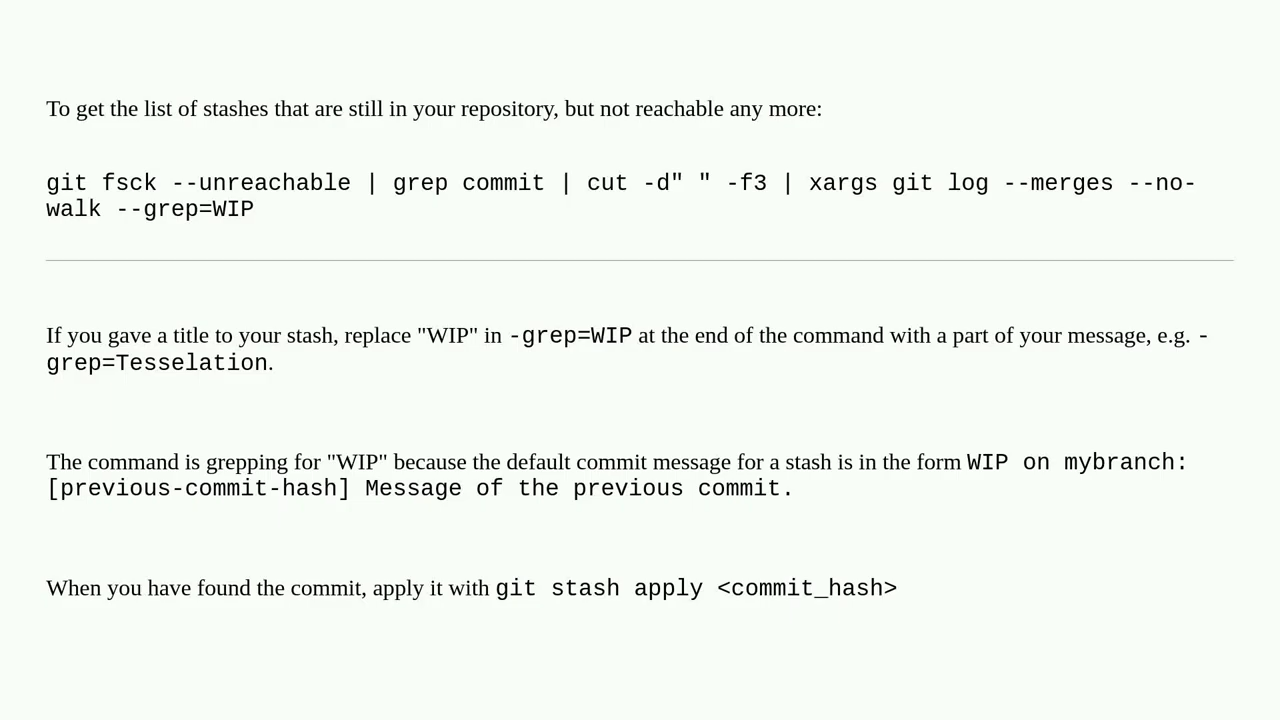 To get the list of stashes that are still in your repository, but not reachable any more:
git fsck --unreachable | grep commit | cut -d" " -f3 | xargs git log --merges --no-
walk --grep=WIP
If you gave a title to your stash, replace "WIP" in -grep=WIP at the end of the command with a part of your message, e.g. -
grep=Tesselation.
The command is grepping for "WIP" because the default commit message for a stash is in the form WIP on mybranch:
[previous-commit-hash] Message of the previous commit.
When you have found the commit, apply it with git stash apply <commit_hash>